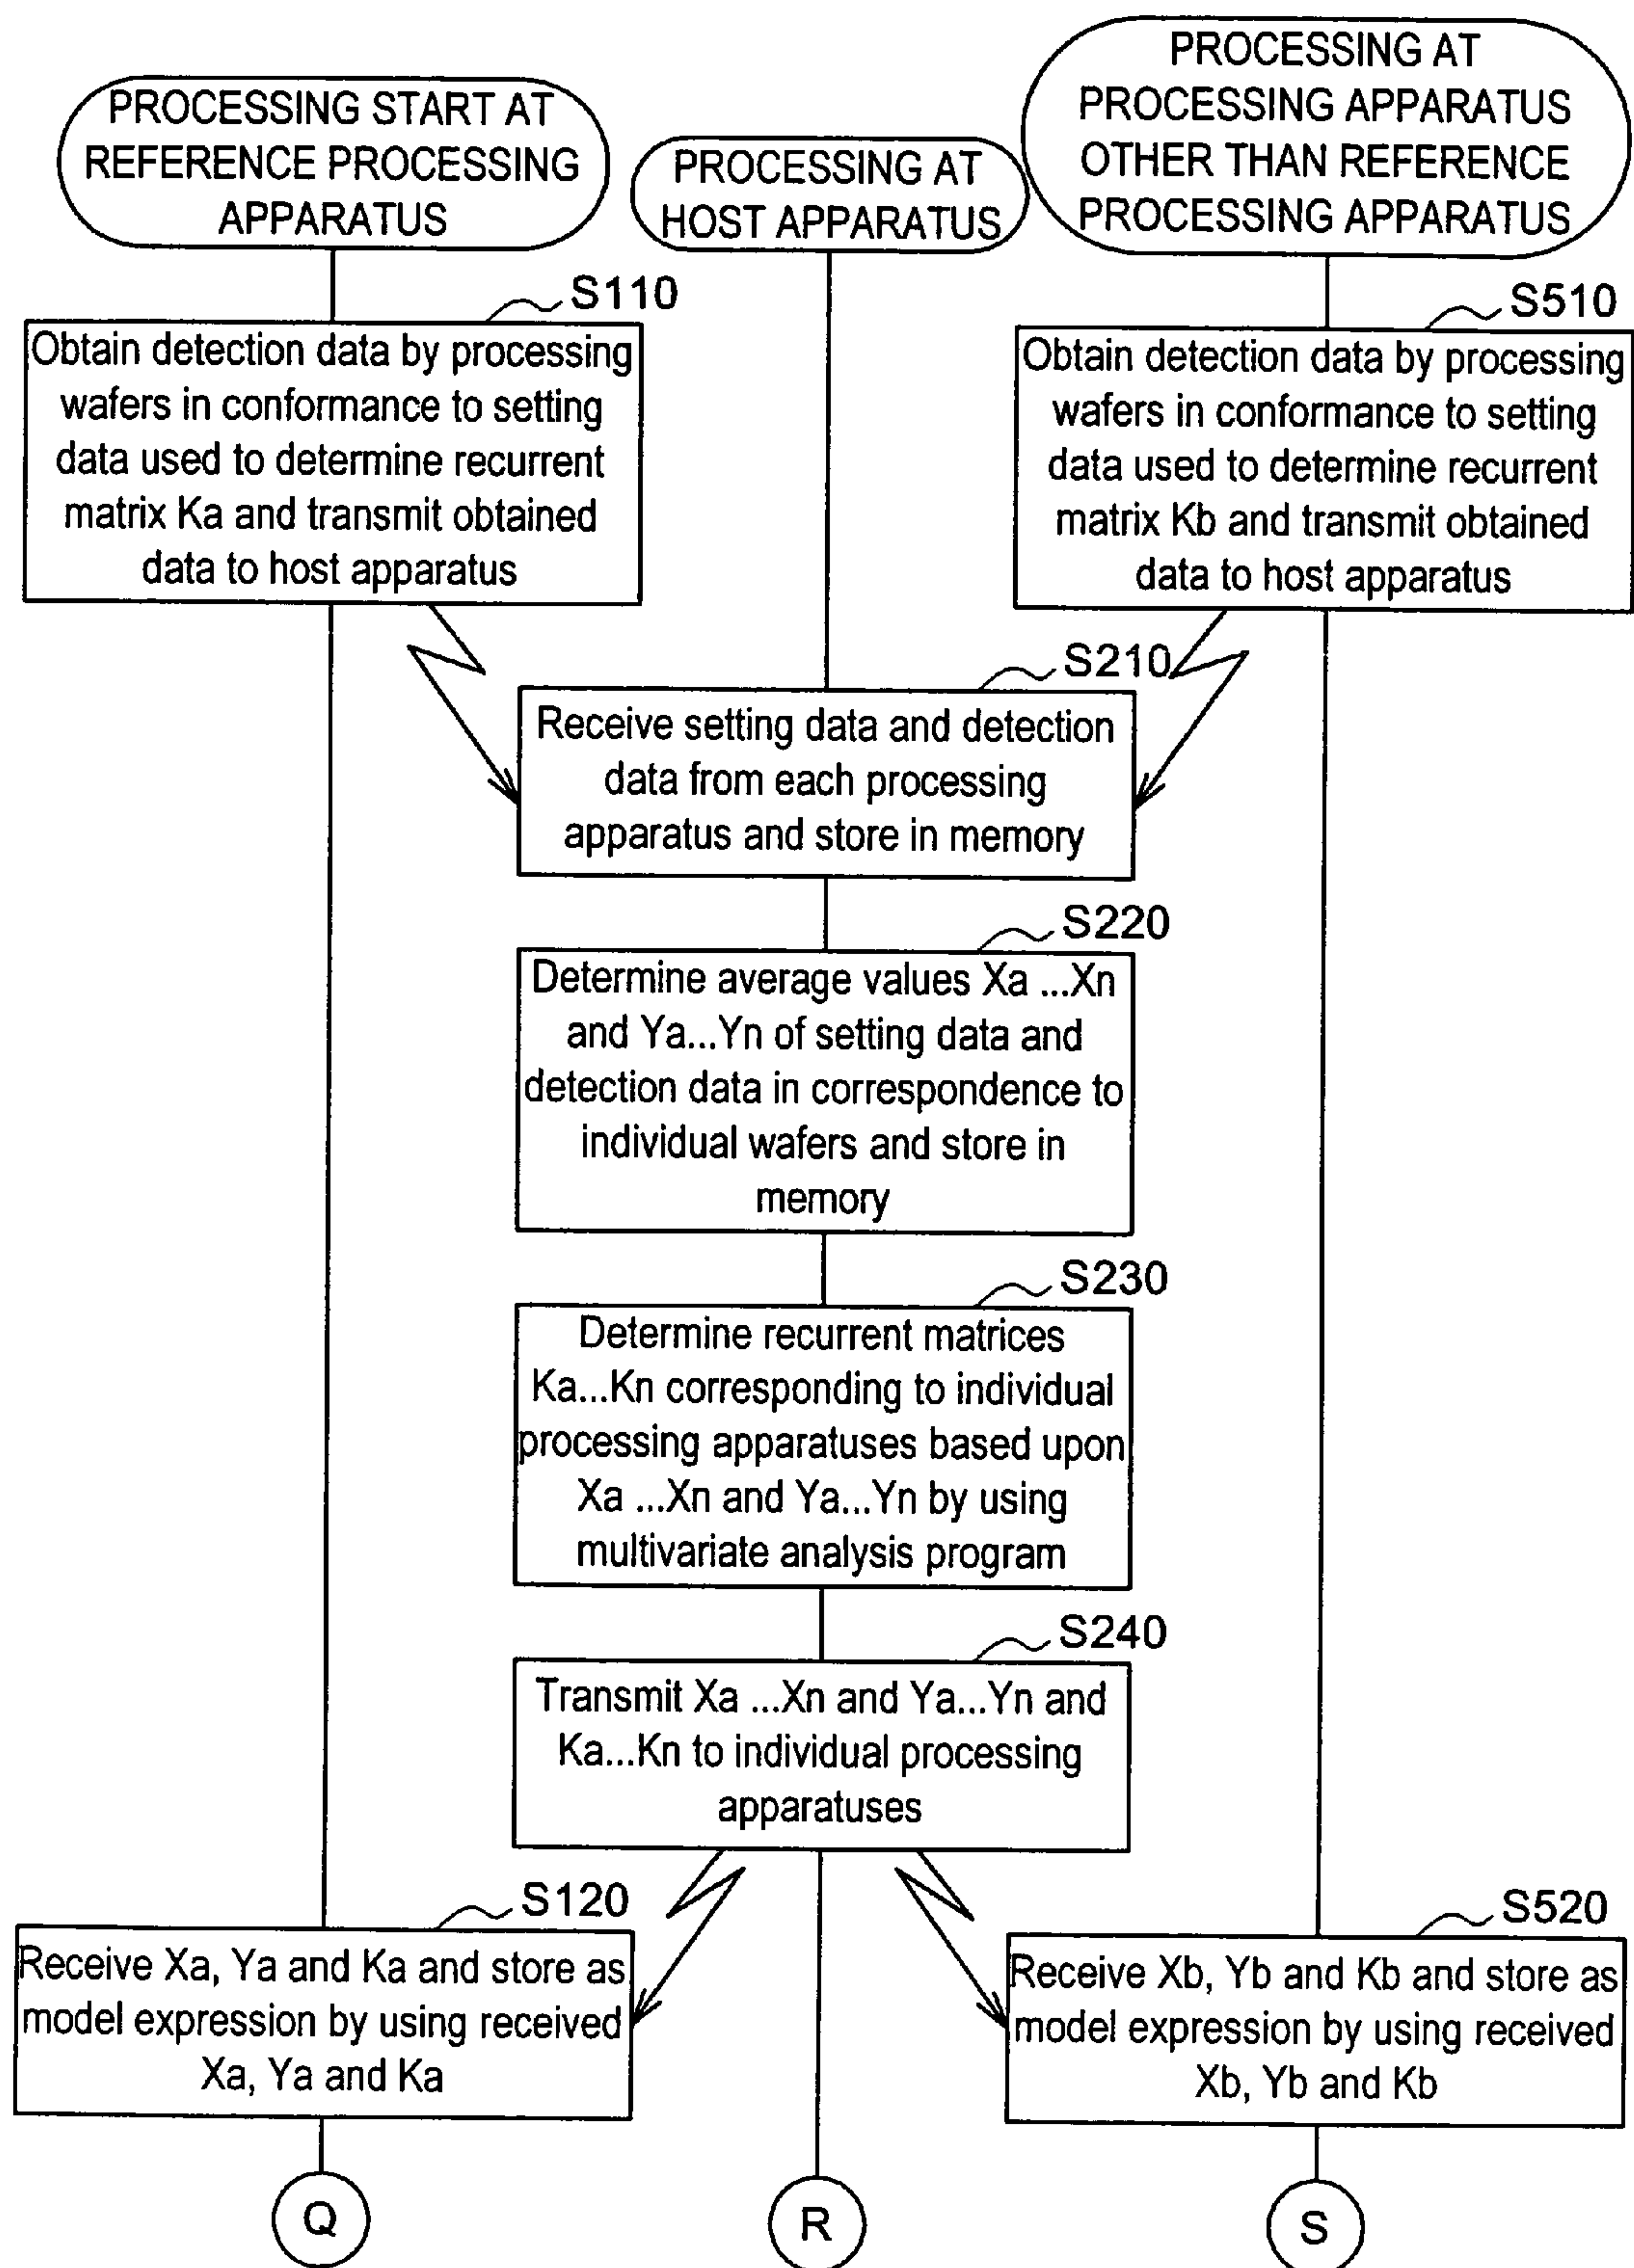 PROCESSING START AT
REFERENCE PROCESSING
APPARATUS
PROCESSING AT
HOST APPARATUS
PROCESSING AT
PROCESSING APPARATUS
OTHER THAN REFERENCE
PROCESSING APPARATUS
S110
Obtain detection data by processing
wafers in conformance to setting
data used to determine recurrent
matrix Ka and transmit obtained
data to host apparatus
S510
Obtain detection data by processing
wafers in conformance to setting
data used to determine recurrent
matrix Kb and transmit obtained
data to host apparatus
S210
Receive setting data and detection
data from each processing
apparatus and store in memory
S220
Determine average values Xa ...Xn
and Ya...Yn of setting data and
detection data in correspondence to
individual wafers and store in
memory
S230
Determine recurrent matrices
Ka...Kn corresponding to individual
processing apparatuses based upon
Xa ...Xn and Ya...Yn by using
multivariate analysis program
S240
Transmit Xa ...Xn and Ya...Yn and
Ka...Kn to individual processing
apparatuses
S120
Receive Xa, Ya and Ka and store as
model expression by using received
Xa, Ya and Ka
S520
Receive Xb, Yb and Kb and store as
model expression by using received
Xb, Yb and Kb
Q
R
S